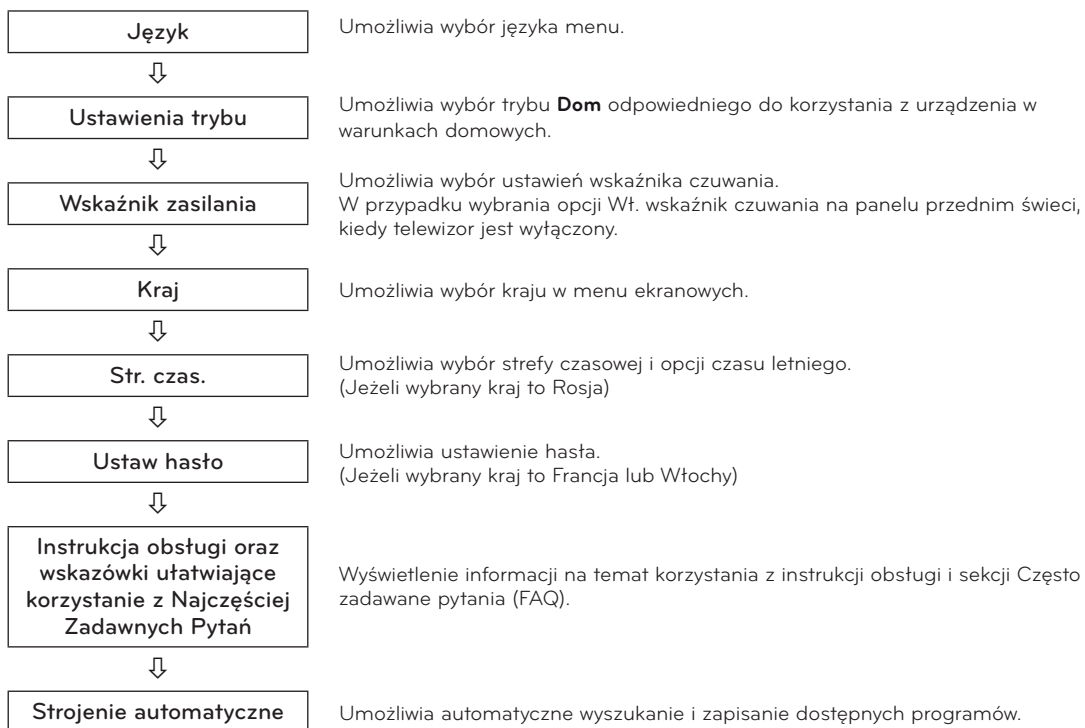 Język
Umożliwia wybór języka menu.
Ustawienia trybu
Umożliwia wybór trybu Dom odpowiedniego do korzystania z urządzenia w
warunkach domowych.
Wskaźnik zasilania
Umożliwia wybór ustawień wskaźnika czuwania.
W przypadku wybrania opcji Wł. wskaźnik czuwania na panelu przednim świeci,
kiedy telewizor jest wyłączony.
Kraj
Umożliwia wybór kraju w menu ekranowych.
Str. czas.
Umożliwia wybór strefy czasowej i opcji czasu letniego.
(Jeżeli wybrany kraj to Rosja)
Ustaw hasło
Umożliwia ustawienie hasła.
(Jeżeli wybrany kraj to Francja lub Włochy)
Instrukcja obsługi oraz
wskazówki ułatwiające
korzystanie z Najczęściej
Zadawnych Pytań
Wyświetlenie informacji na temat korzystania z instrukcji obsługi i sekcji Często
zadawane pytania (FAQ).
Strojenie automatyczne
Umożliwia automatyczne wyszukanie i zapisanie dostępnych programów.